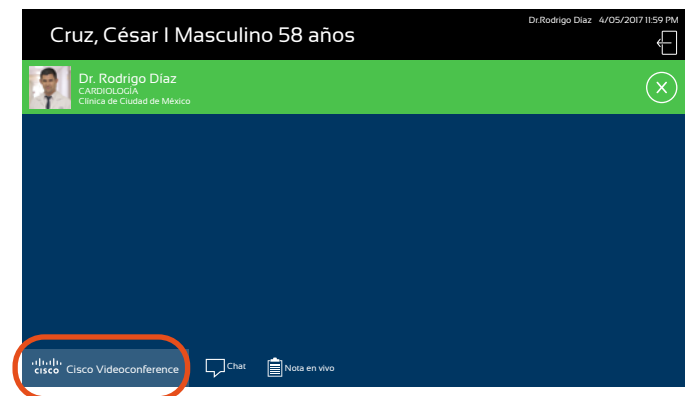 Cruz, César I Masculino 58 años
Dr.Rodrigo Díaz 4/05/2017 11:59 PM
Dr. Rodrigo Díaz
CARDIOLOGÍA
Clínica de Ciudad de México
CISCO Cisco Videoconference
Chat
Nota en vivo